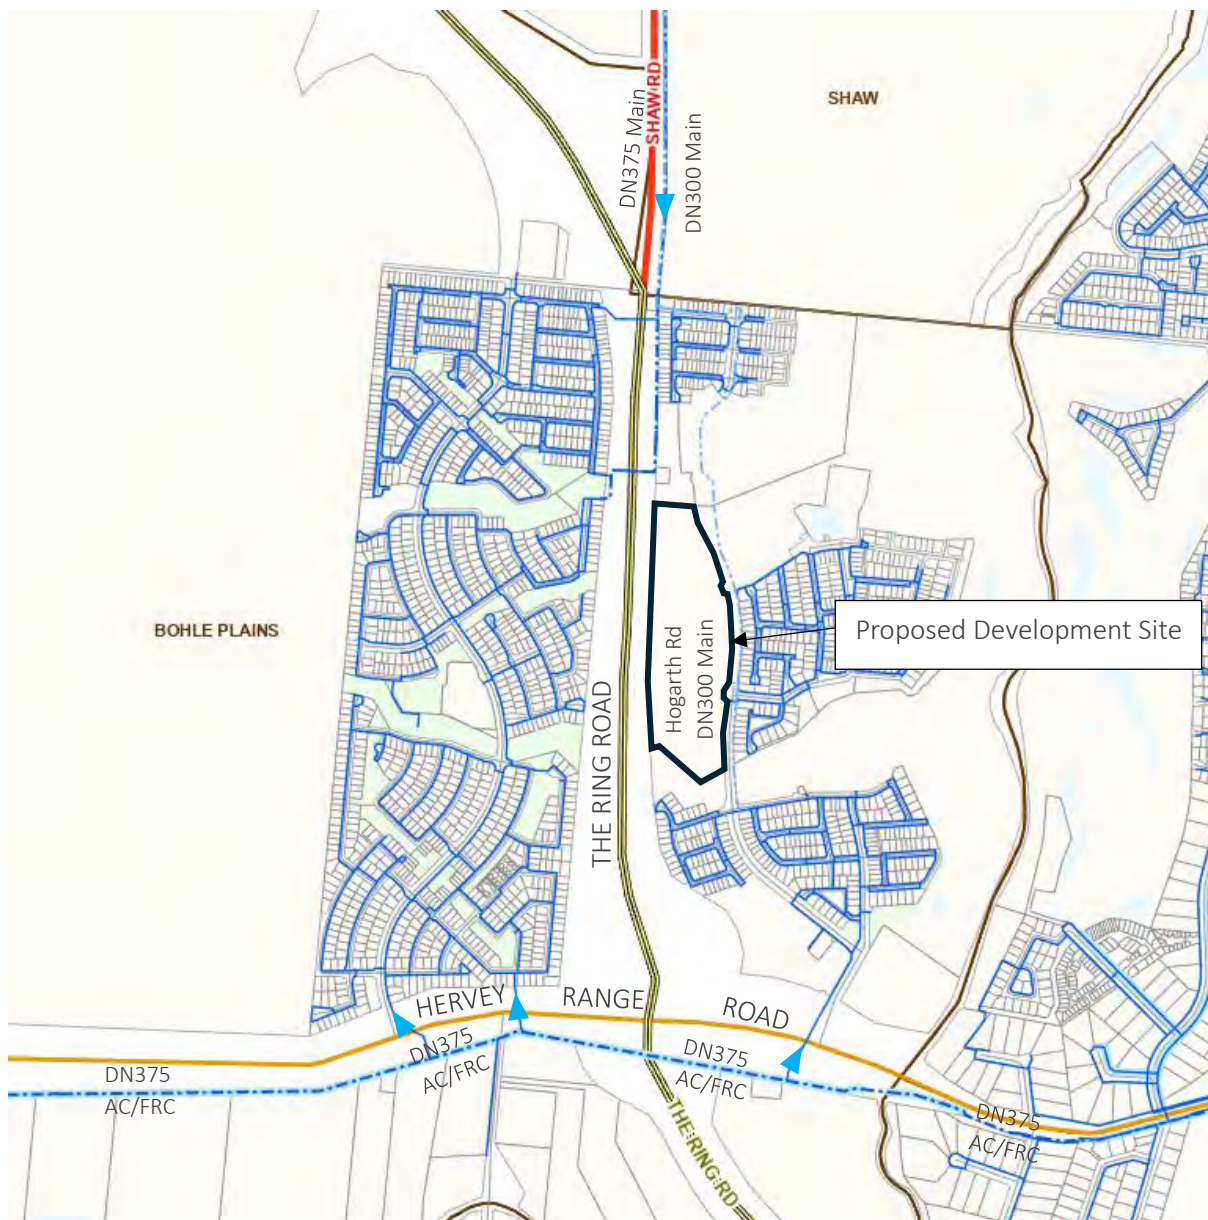 SHAW
SHAW RD
DN375 Main
DN300 Main
BOHLE PLAINS
Proposed Development Site
Hogarth Rd
DN300 Main
THE RING ROAD
HERVEY RANGE ROAD
DN375
AC/FRC
DN375
AC/FRC
DN375
AC/FRC
DN375
AC/FRC
THE RING RD